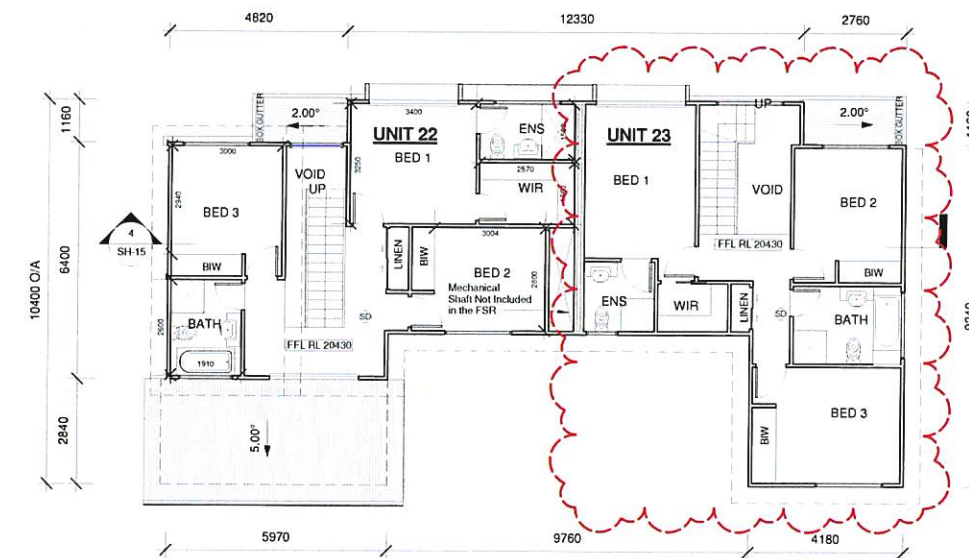 4820
12330
2760
1160
6400
2840
10400 O/A
BOX GUTTER
2.00°
3400
UNIT 22
BED 1
ENS
UNIT 23
BED 1
UP
2.00°
BOX GUTTER
3000
VOID
UP
3250
2570
WIR
VOID
2940
BED 3
BED 2
4
SH-15
BIW
LINEN
BIW
3004
BED 2
2800
Mechanical
Shaft Not Included
in the FSR
FFL RL 20430
BIW
2600
BATH
SD
ENS
WIR
LINEN
SD
BATH
FFL RL 20430
1910
BED 3
BIW
5.00°
5970
9760
4180